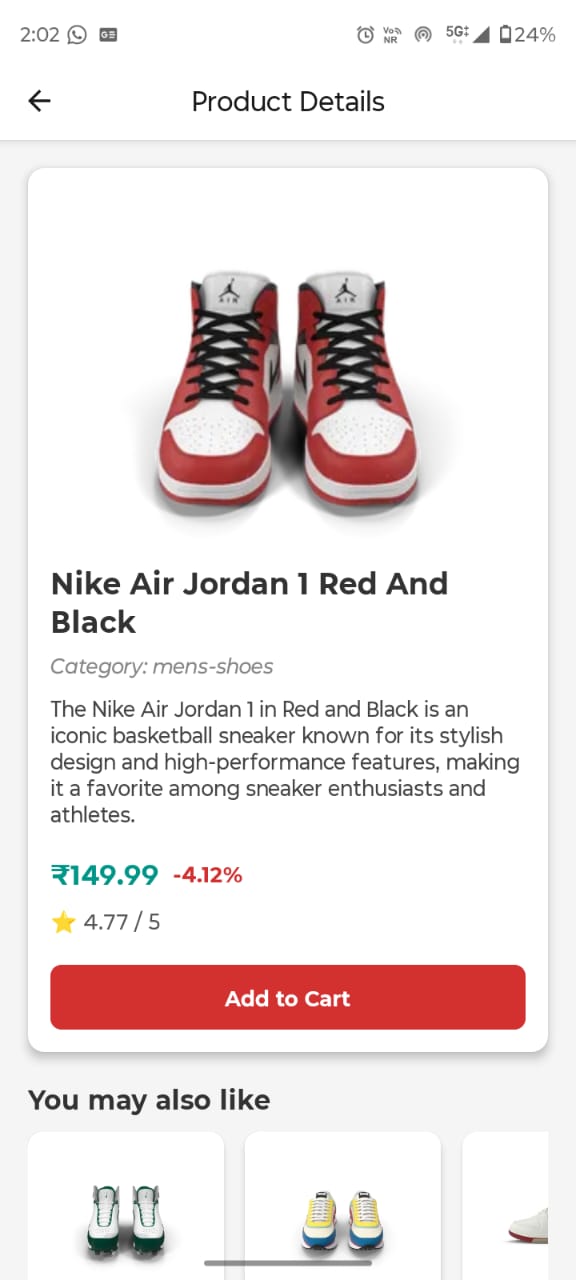 2:02
GE
Vo))
NR
5G
24%
Product Details
AIR
AIR
Nike Air Jordan 1 Red And
Black
Category: mens-shoes
The Nike Air Jordan 1 in Red and Black is an
iconic basketball sneaker known for its stylish
design and high-performance features, making
it a favorite among sneaker enthusiasts and
athletes.
₹149.99 -4.12%
⭐ 4.77 / 5
Add to Cart
You may also like